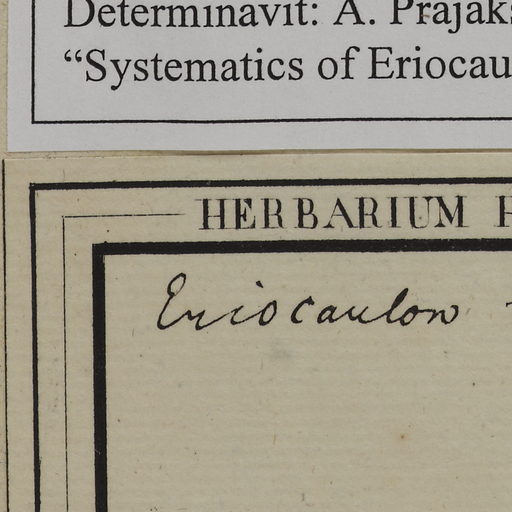 Determinavit: A. Prajaks
“Systematics of Eriocau
HERBARIUM
Eriocaulon